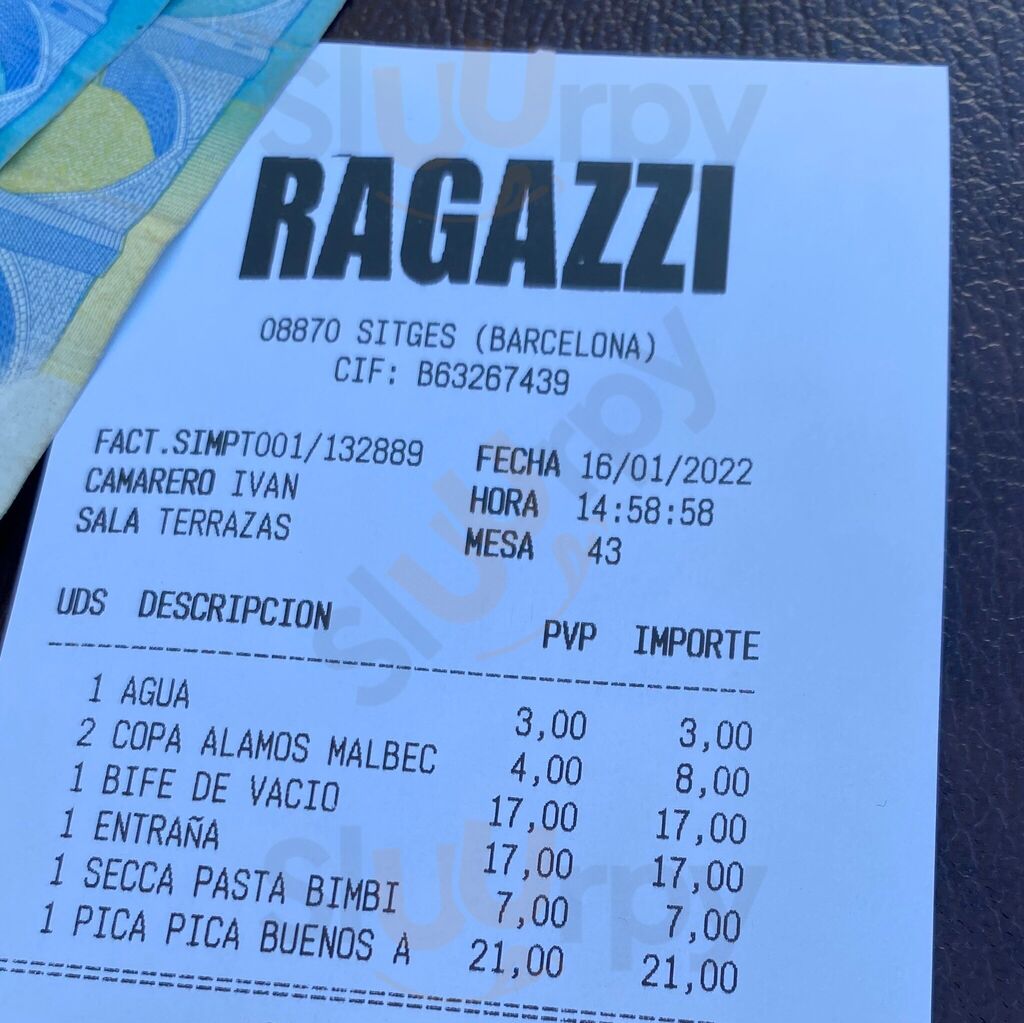 RAGAZZI
08870 SITGES (BARCELONA)
CIF: B63267439
FACT.SIMPT001/132889 FECHA 16/01/2022
CAMARERO IVAN HORA 14:58:58
SALA TERRAZAS MESA 43
UDS DESCRIPCION PVP IMPORTE
1 AGUA 3,00 3,00
2 COPA ALAMOS MALBEC 4,00 8,00
1 BIFE DE VACIO 17,00 17,00
1 ENTRAÑA 17,00 17,00
1 SECCA PASTA BIMBI 7,00 7,00
1 PICA PICA BUENOS A 21,00 21,00
slUUrpy
slUUrpy
slUUrpy